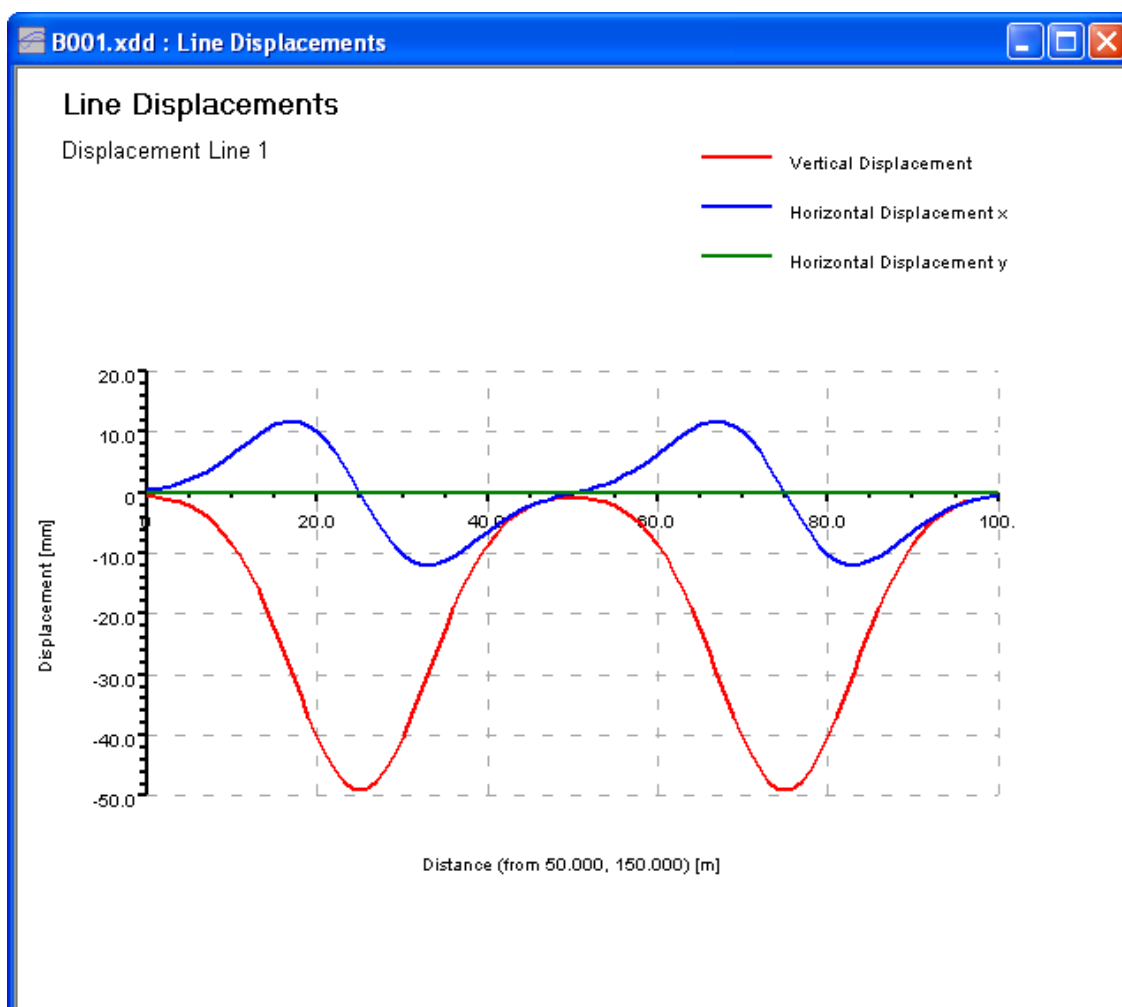 B001.xdd : Line Displacements
Line Displacements
Displacement Line 1
Vertical Displacement
Horizontal Displacement x
Horizontal Displacement y
20.0
10.0
0
-10.0
-20.0
-30.0
-40.0
-50.0
0 20.0 40.0 60.0 80.0 100.
Displacement [mm]
Distance (from 50.000, 150.000) [m]